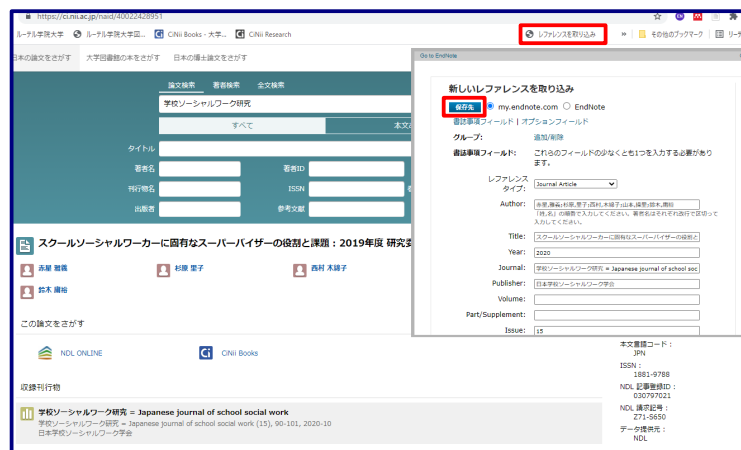 https://ci.nii.ac.jp/naid/40022428951
ルーテル学院大学
ルーテル学院大学図...
CiNii Books - 大学...
CiNii Research
レファレンスを取り込み
»
その他のブックマーク
リーデ
日本の論文をさがす
大学図書館の本をさがす
日本の博士論文をさがす
論文検索
著者検索
全文検索
学校ソーシャルワーク研究
すべて
本文あ
タイトル
著者名
著者ID
刊行物名
ISSN
出版者
参考文献
スクールソーシャルワーカーに固有なスーパーバイザーの役割と課題 : 2019年度 研究委
赤星 雅義
杉原 里子
西村 木綿子
鈴木 庸裕
この論文をさがす
NDL ONLINE
CiNii Books
収録刊行物
学校ソーシャルワーク研究 = Japanese journal of school social work
学校ソーシャルワーク研究 = Japanese journal of school social work (15), 90-101, 2020-10
日本学校ソーシャルワーク学会
Go to EndNote
新しいレファレンスを取り込み
保存先
my.endnote.com
EndNote
書誌事項フィールド | オプションフィールド
グループ:
追加/削除
書誌事項フィールド:
これらのフィールドの少なくとも1つを入力する必要があり
ます。
レファレンス
タイプ:
Journal Article
Author:
「姓,名」の順番で入力してください。著者名はそれぞれ改行で区切って
入力してください。
Title:
スクールソーシャルワーカーに固有なスーパーバイザーの役割と
Year:
2020
Journal:
学校ソーシャルワーク研究 = Japanese journal of school soc
Publisher:
日本学校ソーシャルワーク学会
Volume:
Part/Supplement:
Issue:
15
本文言語コード :
JPN
ISSN :
1881-9788
NDL 記事登録ID :
030797021
NDL 請求記号 :
Z71-S650
データ提供元 :
NDL